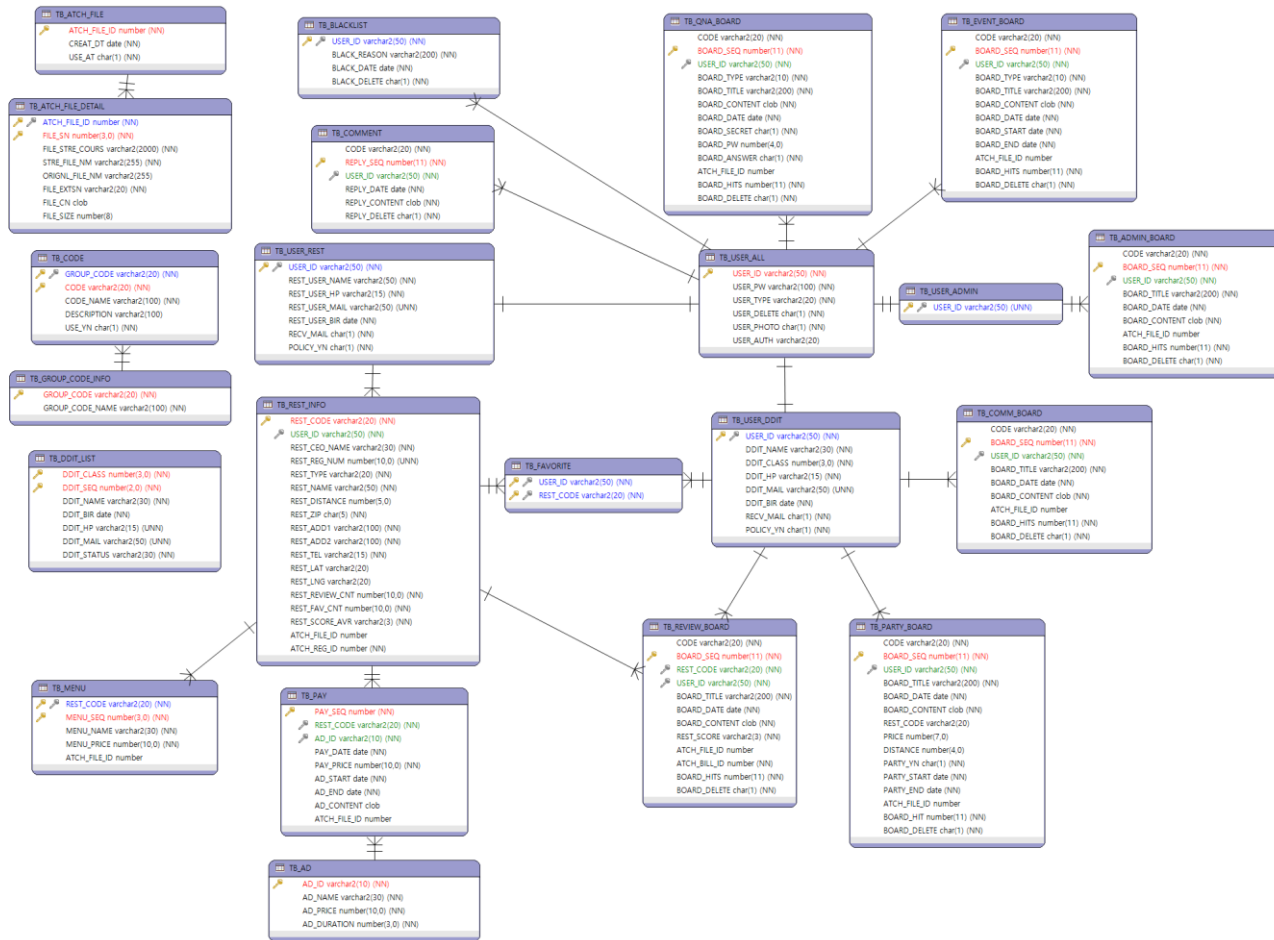 TB_ATCH_FILE
ATCH_FILE_ID number (NN)
CREAT_DT date (NN)
USE_AT char(1) (NN)
TB_BLACKLIST
USER_ID varchar2(50) (NN)
BLACK_REASON varchar2(200) (NN)
BLACK_DATE date (NN)
BLACK_DELETE char(1) (NN)
TB_QNA_BOARD
CODE varchar2(20) (NN)
BOARD_SEQ number(11) (NN)
USER_ID varchar2(50) (NN)
BOARD_TYPE varchar2(10) (NN)
BOARD_TITLE varchar2(200) (NN)
BOARD_CONTENT clob (NN)
BOARD_DATE date (NN)
BOARD_SECRET char(1) (NN)
BOARD_PW number(4,0)
BOARD_ANSWER char(1) (NN)
ATCH_FILE_ID number
BOARD_HITS number(11) (NN)
BOARD_DELETE char(1) (NN)
TB_EVENT_BOARD
CODE varchar2(20) (NN)
BOARD_SEQ number(11) (NN)
USER_ID varchar2(50) (NN)
BOARD_TYPE varchar2(10) (NN)
BOARD_TITLE varchar2(200) (NN)
BOARD_CONTENT clob (NN)
BOARD_DATE date (NN)
BOARD_START date (NN)
BOARD_END date (NN)
ATCH_FILE_ID number
BOARD_HITS number(11) (NN)
BOARD_DELETE char(1) (NN)
TB_ATCH_FILE_DETAIL
ATCH_FILE_ID number (NN)
FILE_SN number(3,0) (NN)
FILE_STRE_COURS varchar2(2000) (NN)
STRE_FILE_NM varchar2(255) (NN)
ORIGNL_FILE_NM varchar2(255)
FILE_EXTSN varchar2(20) (NN)
FILE_CN clob
FILE_SIZE number(8)
TB_COMMENT
CODE varchar2(20) (NN)
REPLY_SEQ number(11) (NN)
USER_ID varchar2(50) (NN)
REPLY_DATE date (NN)
REPLY_CONTENT clob (NN)
REPLY_DELETE char(1) (NN)
TB_CODE
GROUP_CODE varchar2(20) (NN)
CODE varchar2(20) (NN)
CODE_NAME varchar2(100) (NN)
DESCRIPTION varchar2(100)
USE_YN char(1) (NN)
TB_USER_REST
USER_ID varchar2(50) (NN)
REST_USER_NAME varchar2(50) (NN)
REST_USER_HP varchar2(15) (NN)
REST_USER_MAIL varchar2(50) (UNN)
REST_USER_BIR date (NN)
RECV_MAIL char(1) (NN)
POLICY_YN char(1) (NN)
TB_USER_ALL
USER_ID varchar2(50) (NN)
USER_PW varchar2(100) (NN)
USER_TYPE varchar2(20) (NN)
USER_DELETE char(1) (NN)
USER_PHOTO char(1) (NN)
USER_AUTH varchar2(20)
TB_USER_ADMIN
USER_ID varchar2(50) (UNN)
TB_ADMIN_BOARD
CODE varchar2(20) (NN)
BOARD_SEQ number(11) (NN)
USER_ID varchar2(50) (NN)
BOARD_TITLE varchar2(200) (NN)
BOARD_DATE date (NN)
BOARD_CONTENT clob (NN)
ATCH_FILE_ID number
BOARD_HITS number(11) (NN)
BOARD_DELETE char(1) (NN)
TB_GROUP_CODE_INFO
GROUP_CODE varchar2(20) (NN)
GROUP_CODE_NAME varchar2(100) (NN)
TB_DDIT_LIST
DDIT_CLASS number(3,0) (NN)
DDIT_SEQ number(2,0) (NN)
DDIT_NAME varchar2(30) (NN)
DDIT_BIR date (NN)
DDIT_HP varchar2(15) (UNN)
DDIT_MAIL varchar2(50) (UNN)
DDIT_STATUS varchar2(30) (NN)
TB_REST_INFO
REST_CODE varchar2(20) (NN)
USER_ID varchar2(50) (NN)
REST_CEO_NAME varchar2(30) (NN)
REST_REG_NUM number(10,0) (UNN)
REST_TYPE varchar2(20) (NN)
REST_NAME varchar2(50) (NN)
REST_DISTANCE number(5,0)
REST_ZIP char(5) (NN)
REST_ADD1 varchar2(100) (NN)
REST_ADD2 varchar2(100) (NN)
REST_TEL varchar2(15) (NN)
REST_LAT varchar2(20)
REST_LNG varchar2(20)
REST_REVIEW_CNT number(10,0) (NN)
REST_FAV_CNT number(10,0) (NN)
REST_SCORE_AVR varchar2(3) (NN)
ATCH_FILE_ID number
ATCH_REG_ID number (NN)
TB_FAVORITE
USER_ID varchar2(50) (NN)
REST_CODE varchar2(20) (NN)
TB_USER_DDIT
USER_ID varchar2(50) (NN)
DDIT_NAME varchar2(30) (NN)
DDIT_CLASS number(3,0) (NN)
DDIT_HP varchar2(15) (NN)
DDIT_MAIL varchar2(50) (UNN)
DDIT_BIR date (NN)
RECV_MAIL char(1) (NN)
POLICY_YN char(1) (NN)
TB_COMM_BOARD
CODE varchar2(20) (NN)
BOARD_SEQ number(11) (NN)
USER_ID varchar2(50) (NN)
BOARD_TITLE varchar2(200) (NN)
BOARD_DATE date (NN)
BOARD_CONTENT clob (NN)
ATCH_FILE_ID number
BOARD_HITS number(11) (NN)
BOARD_DELETE char(1) (NN)
TB_MENU
REST_CODE varchar2(20) (NN)
MENU_SEQ number(3,0) (NN)
MENU_NAME varchar2(30) (NN)
MENU_PRICE number(10,0) (NN)
ATCH_FILE_ID number
TB_PAY
PAY_SEQ number (NN)
REST_CODE varchar2(20) (NN)
AD_ID varchar2(10) (NN)
PAY_DATE date (NN)
PAY_PRICE number(10,0) (NN)
AD_START date (NN)
AD_END date (NN)
AD_CONTENT clob
ATCH_FILE_ID number
TB_REVIEW_BOARD
CODE varchar2(20) (NN)
BOARD_SEQ number(11) (NN)
REST_CODE varchar2(20) (NN)
USER_ID varchar2(50) (NN)
BOARD_TITLE varchar2(200) (NN)
BOARD_DATE date (NN)
BOARD_CONTENT clob (NN)
REST_SCORE varchar2(3) (NN)
ATCH_FILE_ID number
ATCH_BILL_ID number (NN)
BOARD_HITS number(11) (NN)
BOARD_DELETE char(1) (NN)
TB_PARTY_BOARD
CODE varchar2(20) (NN)
BOARD_SEQ number(11) (NN)
USER_ID varchar2(50) (NN)
BOARD_TITLE varchar2(200) (NN)
BOARD_DATE date (NN)
BOARD_CONTENT clob (NN)
REST_CODE varchar2(20)
PRICE number(7,0)
DISTANCE number(4,0)
PARTY_YN char(1) (NN)
PARTY_START date (NN)
PARTY_END date (NN)
ATCH_FILE_ID number
BOARD_HIT number(11) (NN)
BOARD_DELETE char(1) (NN)
TB_AD
AD_ID varchar2(10) (NN)
AD_NAME varchar2(30) (NN)
AD_PRICE number(10,0) (NN)
AD_DURATION number(3,0) (NN)